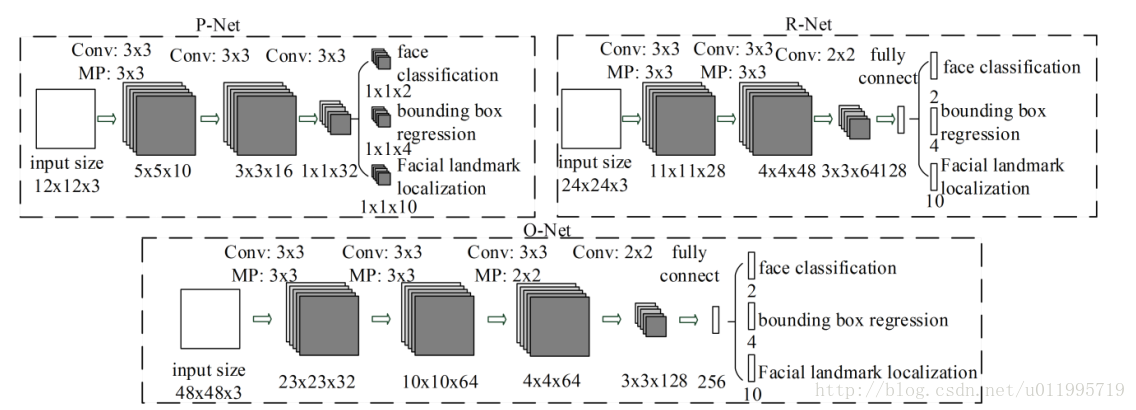 P-Net
Conv: 3x3 Conv: 3x3 Conv: 3x3
MP: 3x3
face
classification
1x1x2
bounding box
regression
1x1x4
Facial landmark
localization
1x1x10
input size
12x12x3
5x5x10
3x3x16
1x1x32
R-Net
Conv: 3x3 Conv: 3x3 Conv: 2x2 fully
MP: 3x3 MP: 3x3 connect
face classification
2
bounding box
regression
4
Facial landmark
localization
10
input size
24x24x3
11x11x28
4x4x48
3x3x64
128
O-Net
Conv: 3x3 Conv: 3x3 Conv: 3x3 Conv: 2x2 fully
MP: 3x3 MP: 3x3 MP: 2x2 connect
face classification
2
bounding box regression
4
Facial landmark localization
10
input size
48x48x3
23x23x32
10x10x64
4x4x64
3x3x128
256
http://blog.csdn.net/u011995719